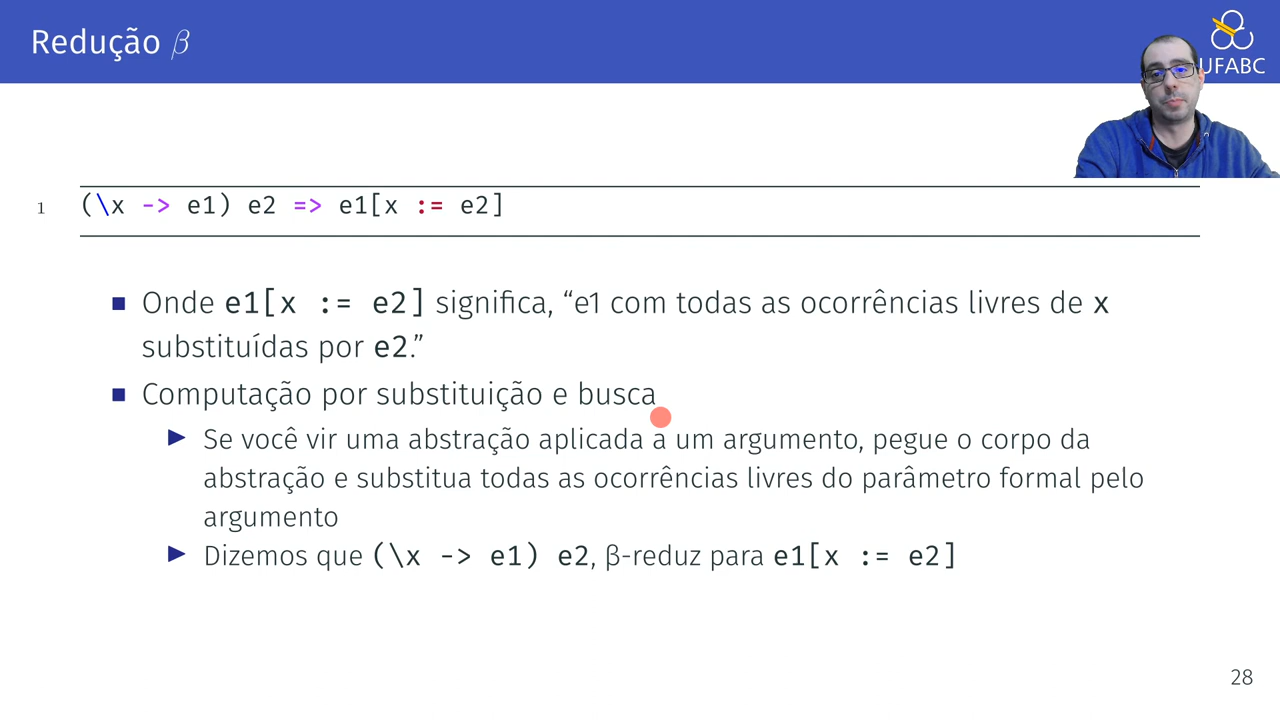 Redução β
UFABC
1 (\x -> e1) e2 => e1[x := e2]
■ Onde e1[x := e2] significa, “e1 com todas as ocorrências livres de x
substituídas por e2.”
■ Computação por substituição e busca
▶ Se você vir uma abstração aplicada a um argumento, pegue o corpo da
abstração e substitua todas as ocorrências livres do parâmetro formal pelo
argumento
▶ Dizemos que (\x -> e1) e2, β-reduz para e1[x := e2]
28